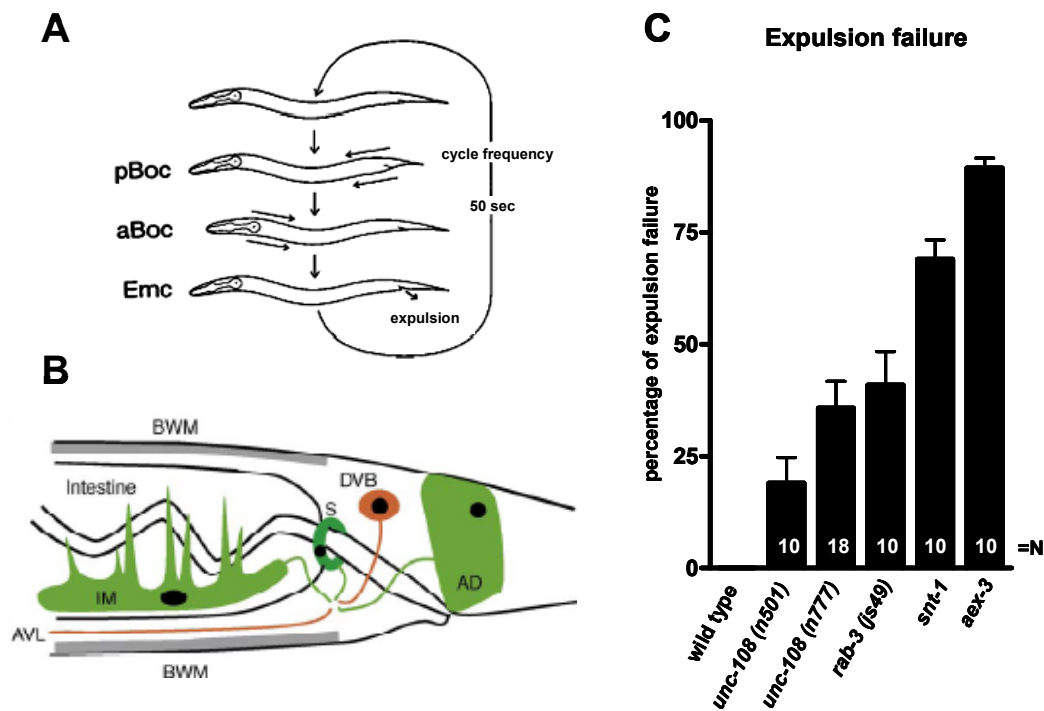 A
pBoc
aBoc
Emc
cycle frequency
50 sec
expulsion
B
BWM
Intestine
DVB
S
IM
AD
AVL
BWM
C
Expulsion failure
percentage of expulsion failure
100
75
50
25
0
10 18 10 10 10 =N
wild type
unc-108 (n501)
unc-108 (n777)
rab-3 (js49)
snt-1
aex-3